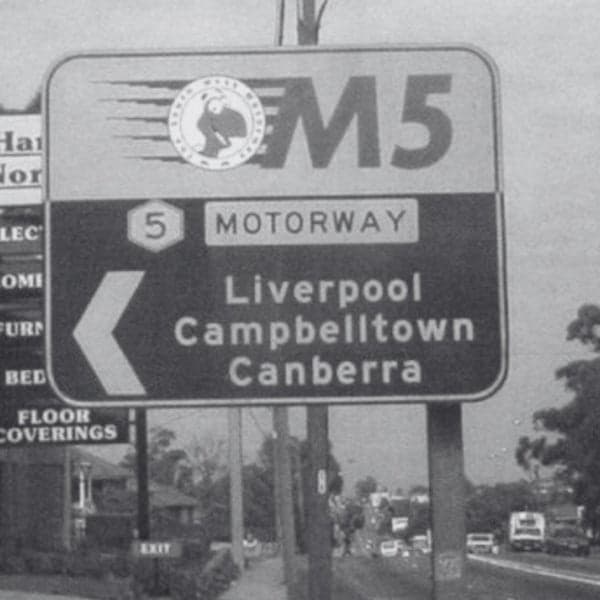 M5
5 MOTORWAY
Liverpool
Campbelltown
Canberra
FLOOR
COVERINGS
EXIT